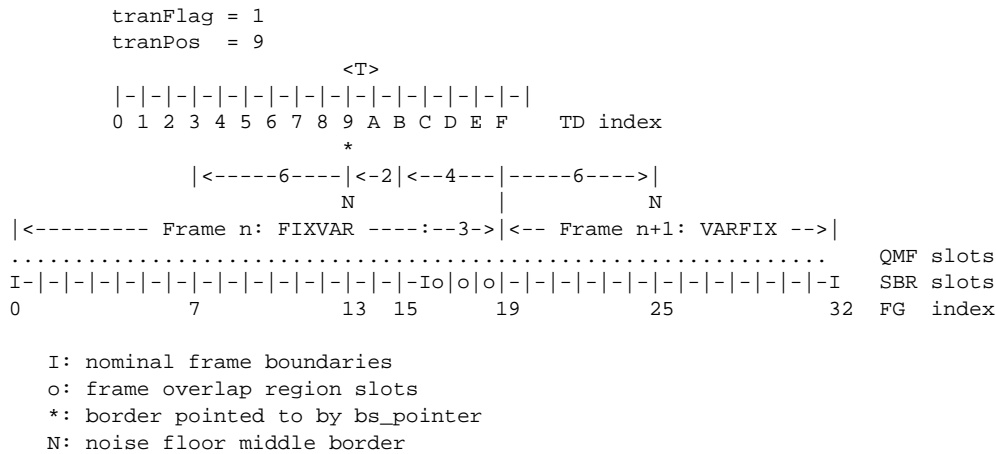 tranFlag = 1
tranPos = 9
<T>
|-|-|-|-|-|-|-|-|-|-|-|-|-|-|-|-|
0 1 2 3 4 5 6 7 8 9 A B C D E F TD index
*
|<-----6----|<-2|<--4---|-----6---->|
N | N
|<--------- Frame n: FIXVAR ----:--3->|<-- Frame n+1: VARFIX -->|
................................................................ QMF slots
I-|-|-|-|-|-|-|-|-|-|-|-|-|-|-|-Io|o|o|-|-|-|-|-|-|-|-|-|-|-|-|-I SBR slots
0 7 13 15 19 25 32 FG index
I: nominal frame boundaries
o: frame overlap region slots
*: border pointed to by bs_pointer
N: noise floor middle border